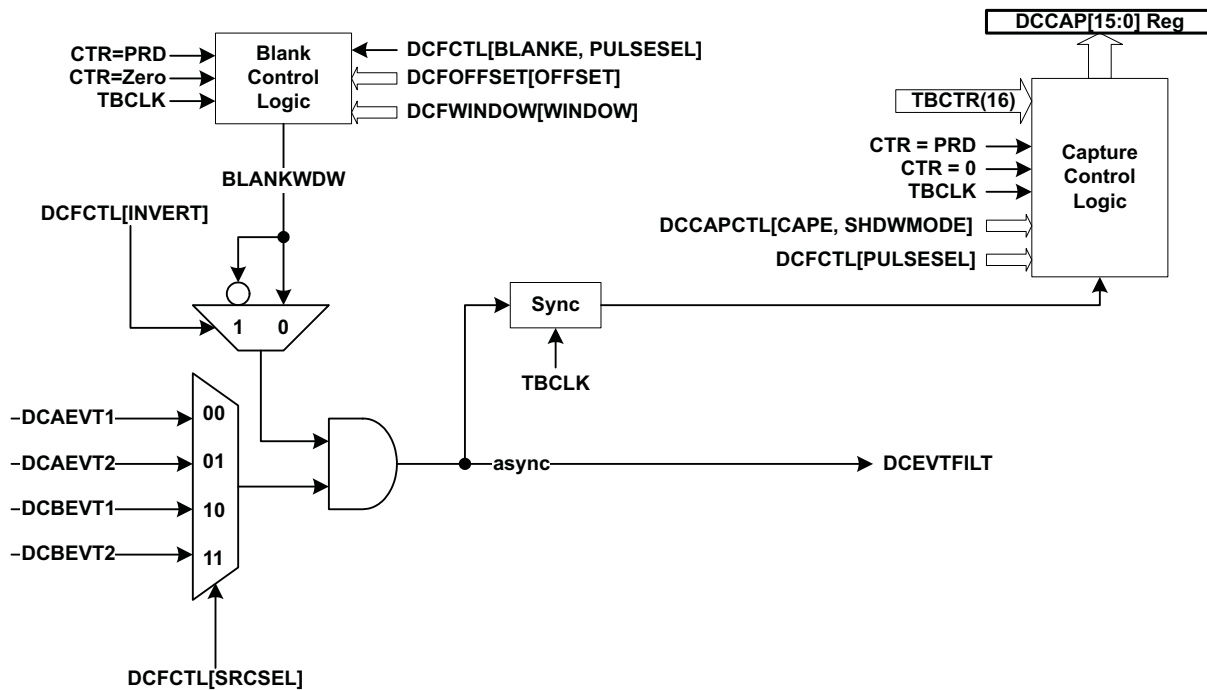 DCCAP[15:0] Reg
CTR=PRD
CTR=Zero
TBCLK
Blank
Control
Logic
DCFCTL[BLANKE, PULSESEL]
DCFOFFSET[OFFSET]
DCFWINDOW[WINDOW]
TBCTR(16)
CTR = PRD
CTR = 0
TBCLK
DCCAPCTL[CAPE, SHDWMODE]
DCFCTL[PULSESEL]
Capture
Control
Logic
BLANKWDW
DCFCTL[INVERT]
1 0
Sync
TBCLK
–DCAEVT1
–DCAEVT2
–DCBEVT1
–DCBEVT2
00
01
10
11
async
DCEVTFILT
DCFCTL[SRCSEL]